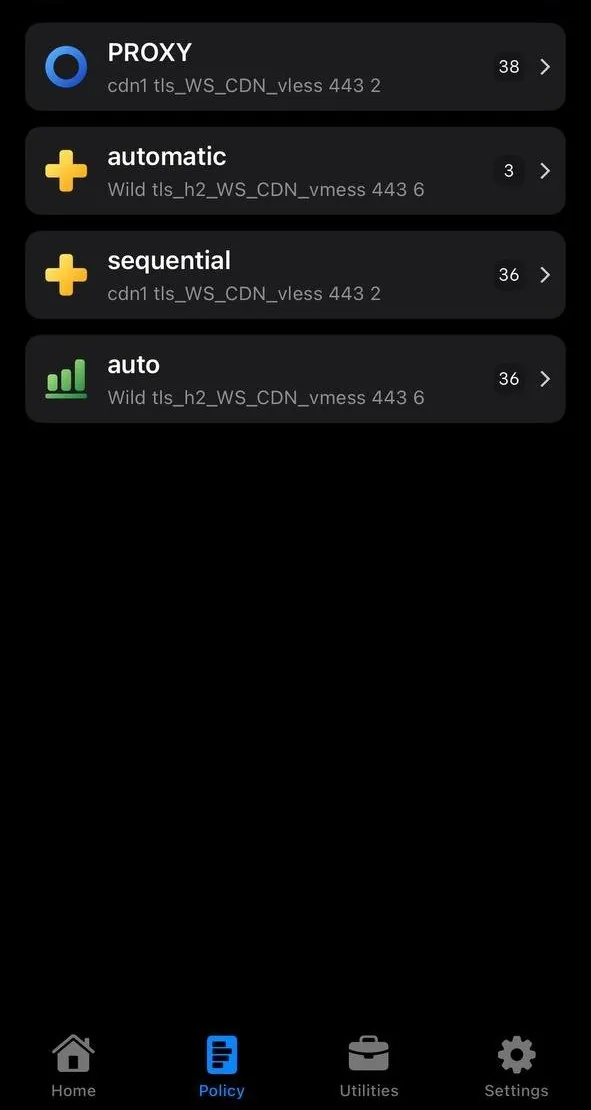 PROXY
cdn1 tls_WS_CDN_vless 443 2
38
automatic
Wild tls_h2_WS_CDN_vmess 443 6
3
sequential
cdn1 tls_WS_CDN_vless 443 2
36
auto
Wild tls_h2_WS_CDN_vmess 443 6
36
Home
Policy
Utilities
Settings